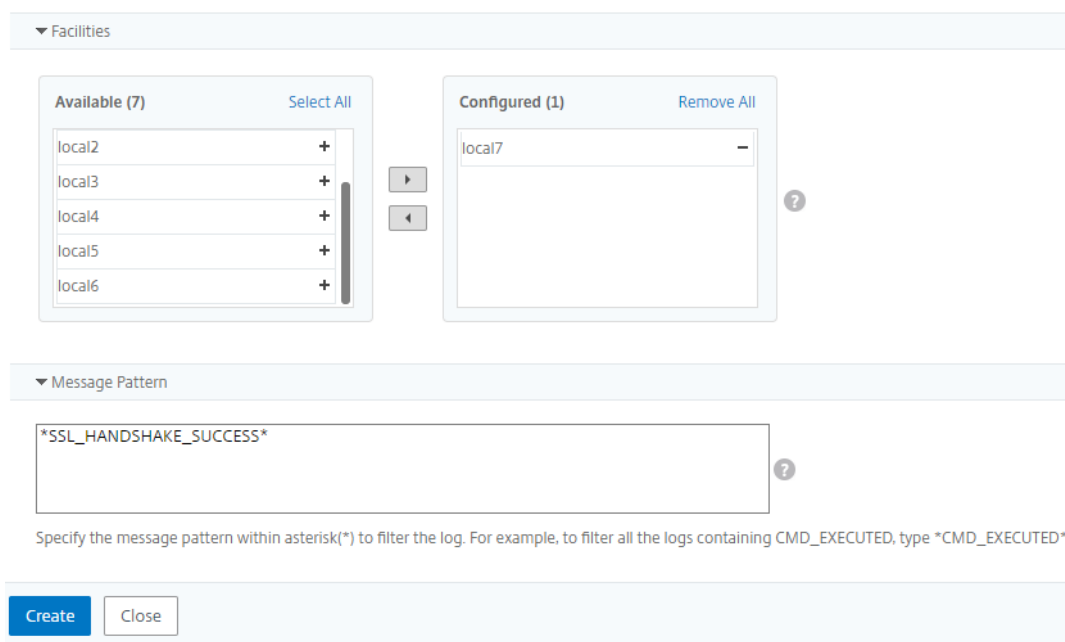 Facilities
Available (7) Select All
local2
local3
local4
local5
local6
Configured (1) Remove All
local7
?
Message Pattern
*SSL_HANDSHAKE_SUCCESS*
?
Specify the message pattern within asterisk(*) to filter the log. For example, to filter all the logs containing CMD_EXECUTED, type *CMD_EXECUTED*
Create Close